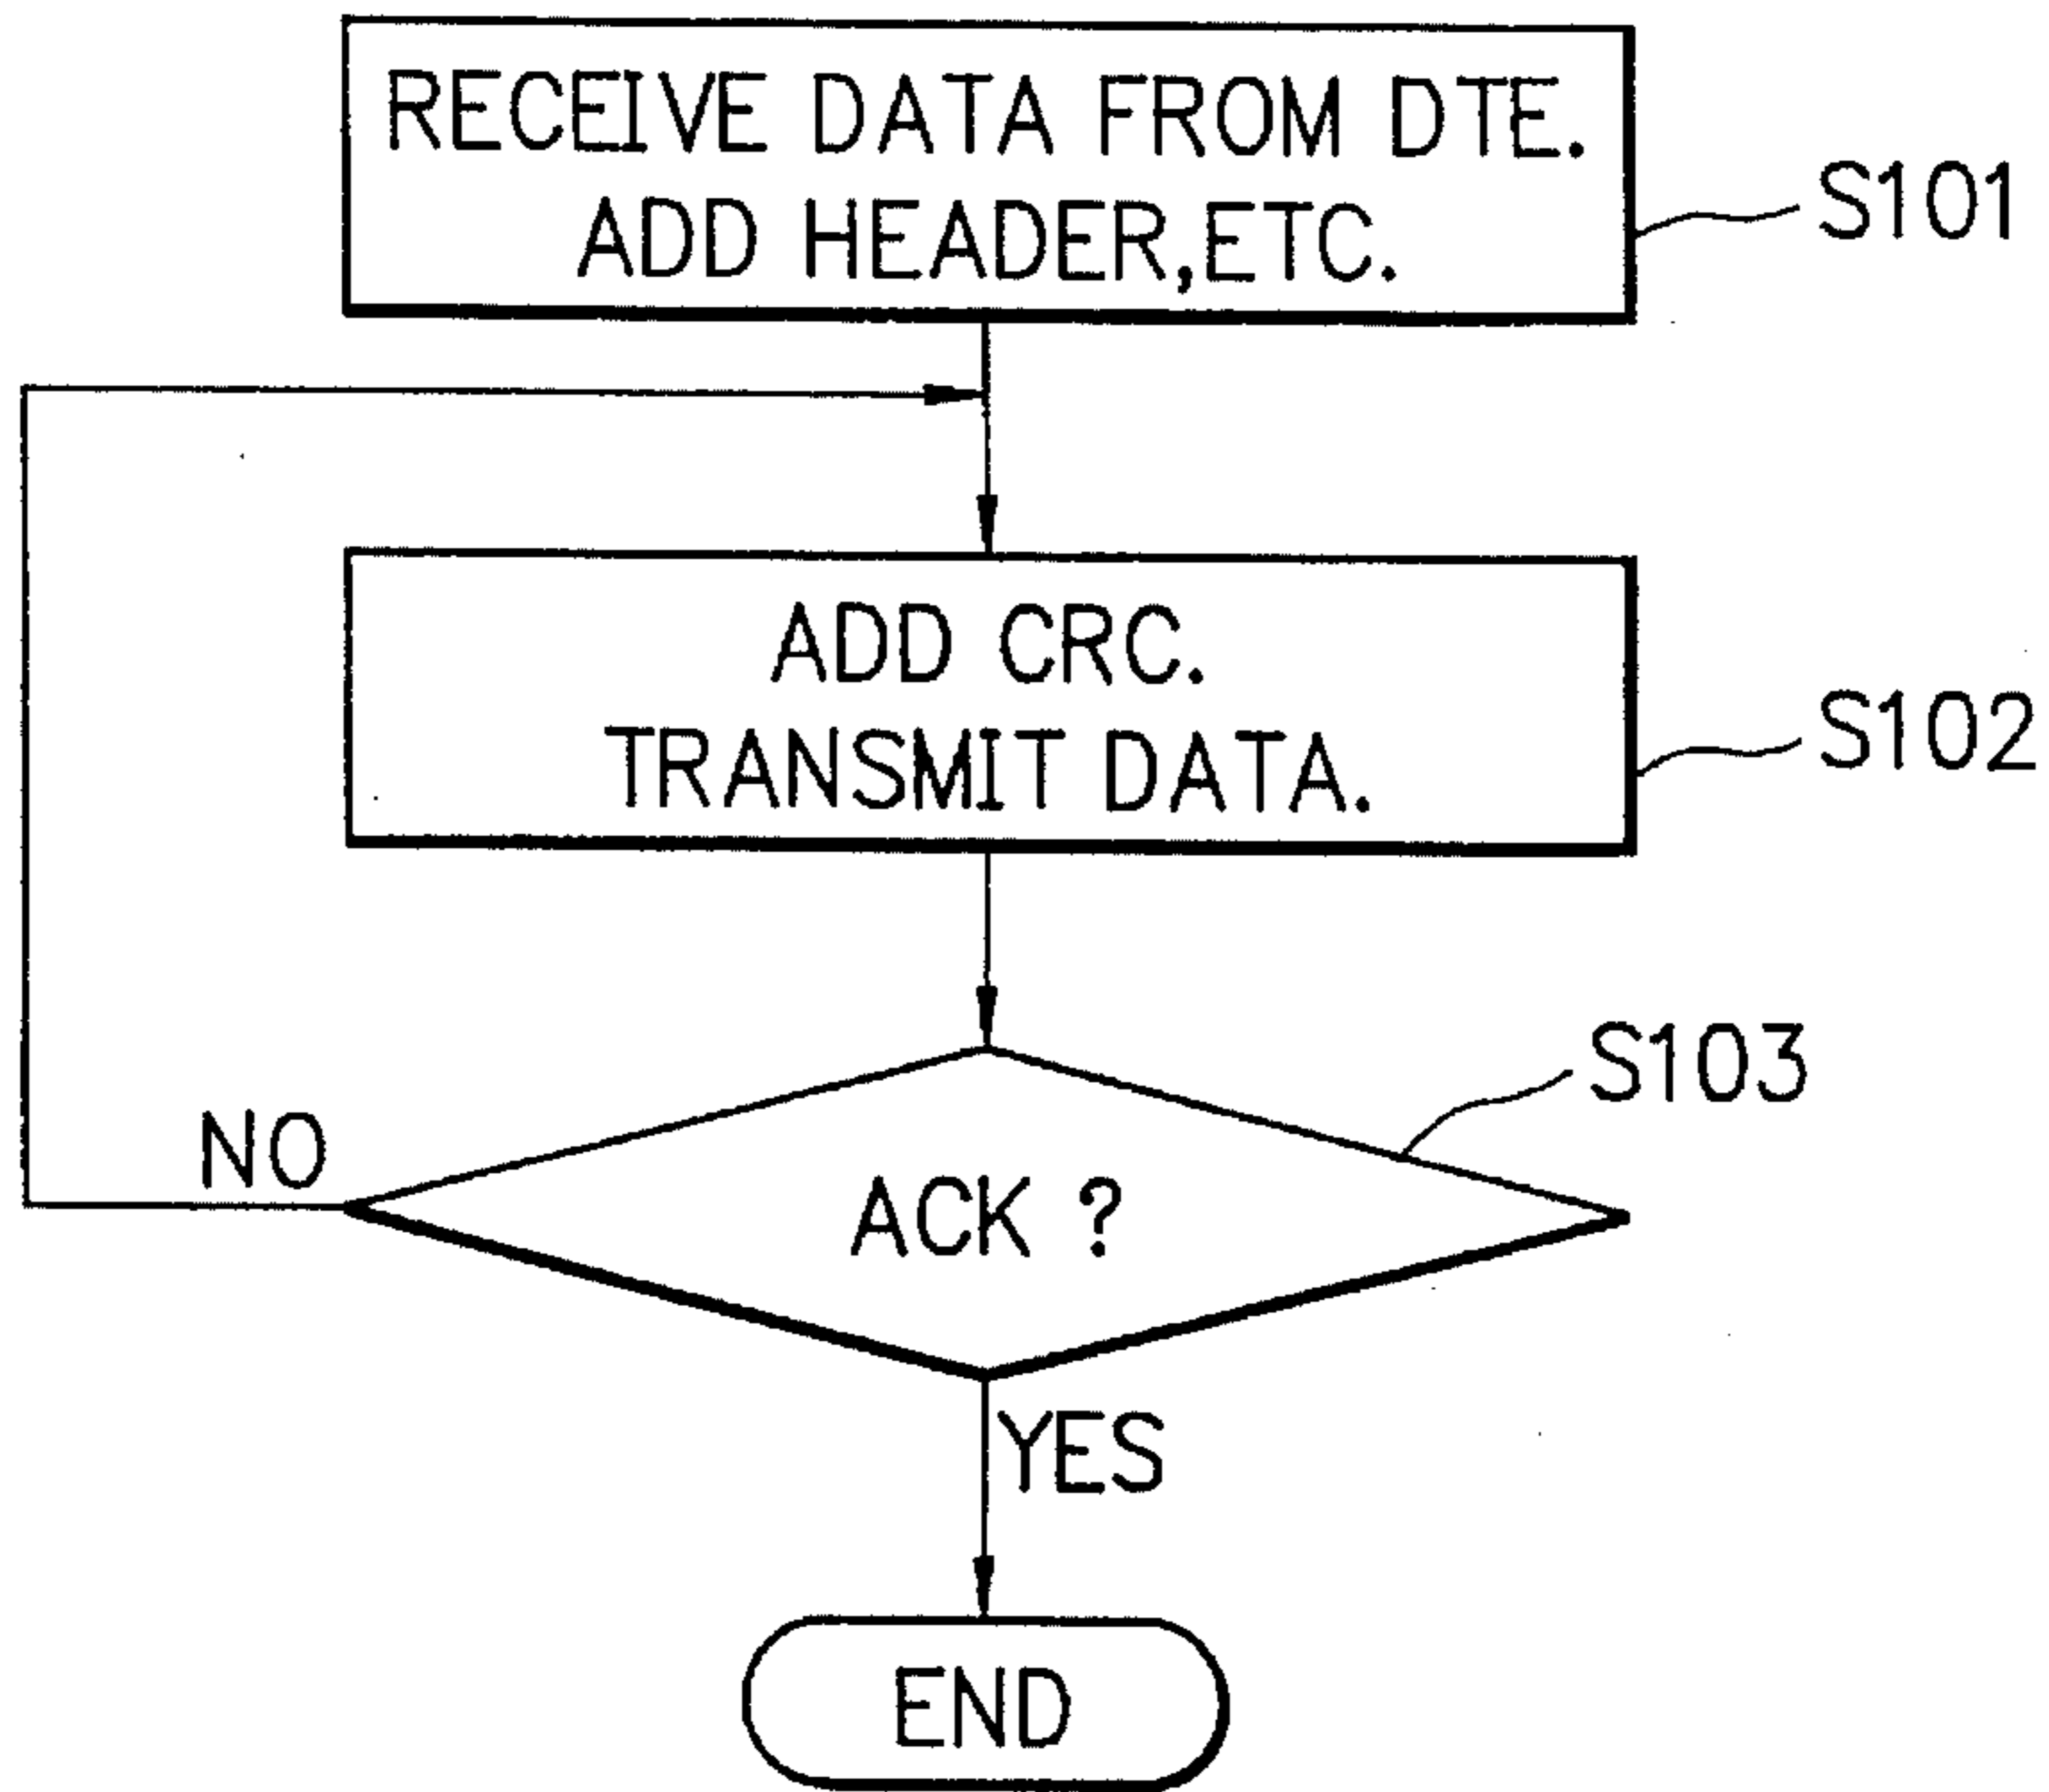 RECEIVE DATA FROM DTE.
ADD HEADER,ETC.
S101
ADD CRC.
TRANSMIT DATA.
S102
S103
NO
ACK ?
YES
END